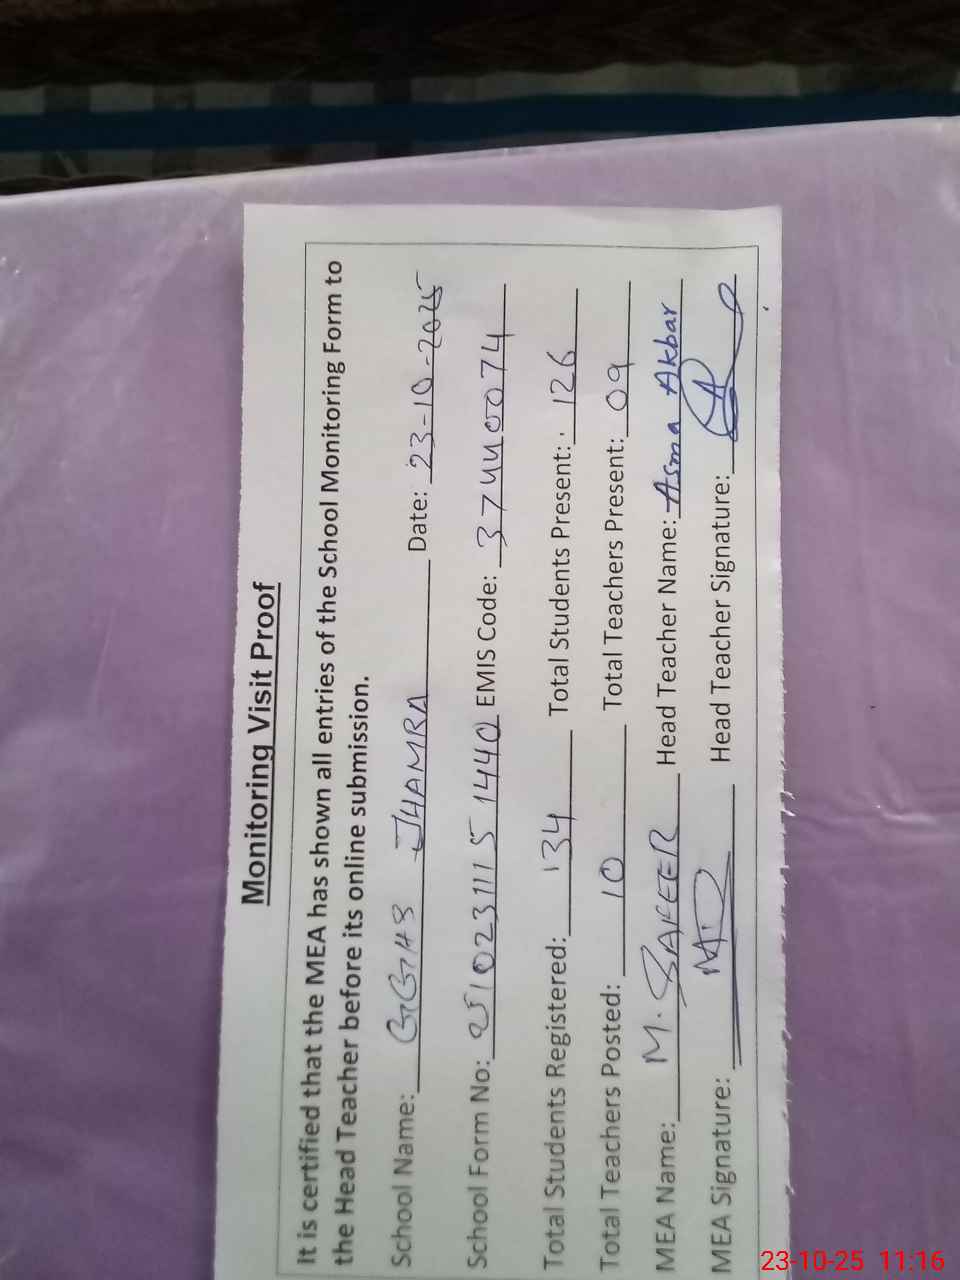 Monitoring Visit Proof
It is certified that the MEA has shown all entries of the School Monitoring Form to
the Head Teacher before its online submission.
School Name: GGHS JHAMRA Date: 23-10-2025
School Form No: 25102311151440 EMIS Code: 37440074
Total Students Registered: 134 Total Students Present: 126
Total Teachers Posted: 10 Total Teachers Present: 09
MEA Name: M. SAFEER Head Teacher Name: Asma Akbar
MEA Signature: Head Teacher Signature:
23-10-25 11:16